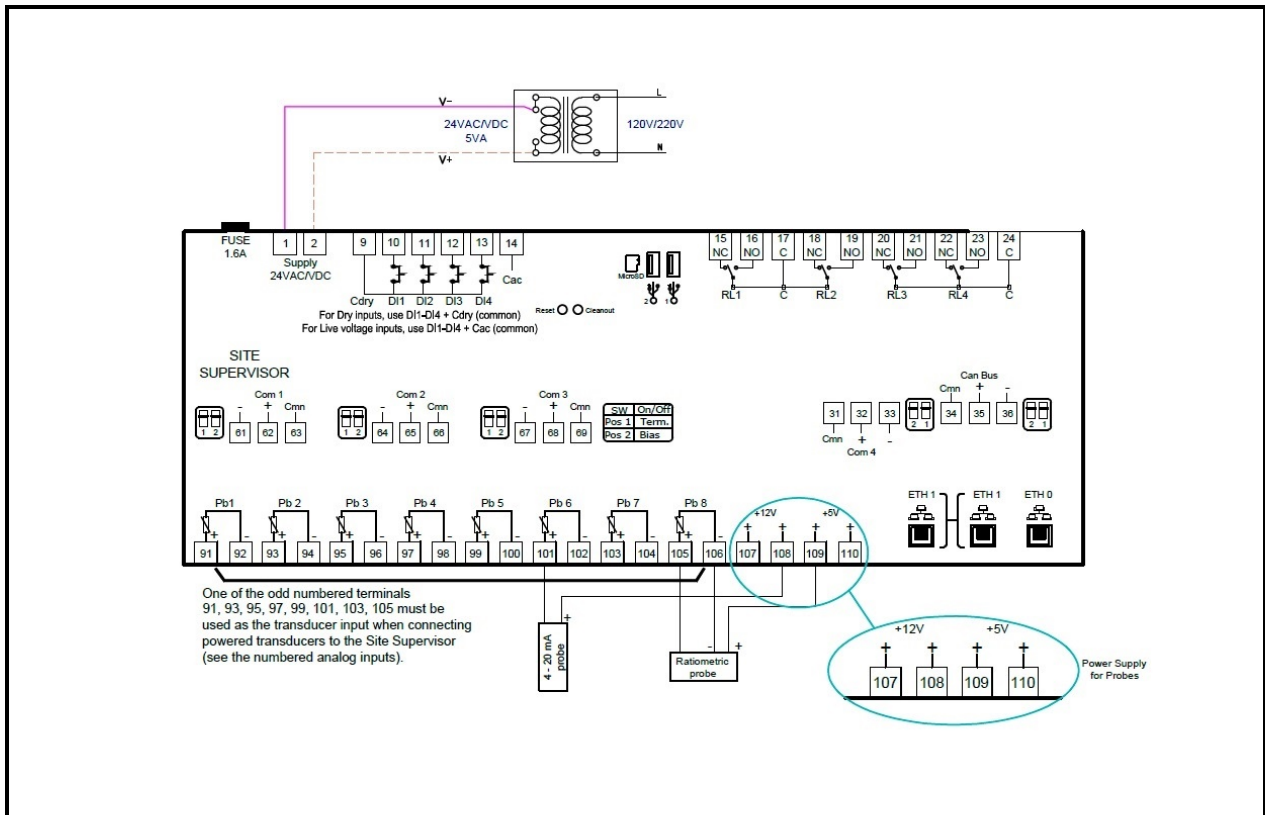 V-
24VAC/VDC
5VA
V+
L
120V/220V
N
FUSE
1.6A
1 2
Supply
24VAC/VDC
9 10 11 12 13 14
Cac
Cdry DI1 DI2 DI3 DI4
For Dry inputs, use DI1-DI4 + Cdry (common)
For Live voltage inputs, use DI1-DI4 + Cac (common)
MicroSD
2 1
Reset Cleanout
15 16 17 18 19 20 21 22 23 24
NC NO C NC NO NC NO NC NO C
RL1 C RL2 RL3 RL4 C
SITE
SUPERVISOR
Com 1
- + Cmn
1 2 61 62 63
Com 2
- + Cmn
1 2 64 65 66
Com 3
- + Cmn
1 2 67 68 69
SW On/Off
Pos 1 Term.
Pos 2 Bias
31 32 33
Cmn + -
Com 4
2 1
Can Bus
Cmn + -
34 35 36
2 1
Pb1 Pb 2 Pb 3 Pb 4 Pb 5 Pb 6 Pb 7 Pb 8
+ - + - + - + - + - + - + - + -
91 92 93 94 95 96 97 98 99 100 101 102 103 104 105 106
+12V +5V
+ + + +
107 108 109 110
ETH 1 ETH 1 ETH 0
One of the odd numbered terminals
91, 93, 95, 97, 99, 101, 103, 105 must be
used as the transducer input when connecting
powered transducers to the Site Supervisor
(see the numbered analog inputs).
+
4 - 20 mA
probe
- +
Ratiometric
probe
+12V +5V
+ + + +
107 108 109 110
Power Supply
for Probes